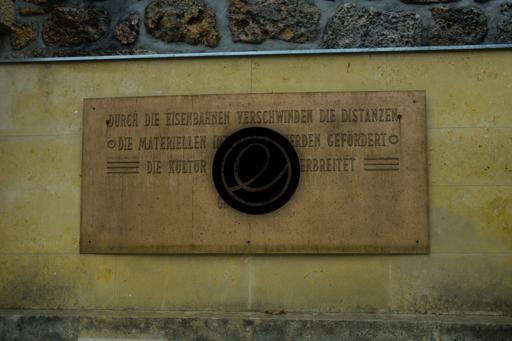 DURCH DIE EISENBAHNEN VERSCHWINDEN DIE DISTANZEN
DIE MATERIELLEN ERDEN GEFÖRDERT
DIE KULTUR ERBREITET